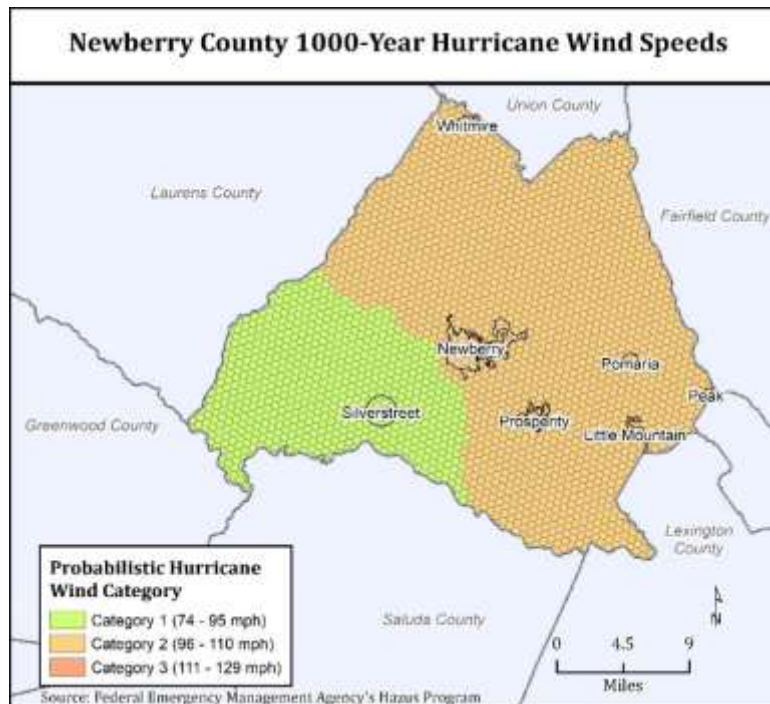 Newberry County 1000-Year Hurricane Wind Speeds
Union County
Whitmire
Laurens County
Fairfield County
Newberry
Pomaria
Peak
Silverstreet
Prosperity
Little Mountain
Greenwood County
Lexington
County
Probabilistic Hurricane
Wind Category
Category 1 (74 - 95 mph)
Category 2 (96 - 110 mph)
Category 3 (111 - 129 mph)
Saluda County
N
0 4.5 9
Miles
Source: Federal Emergency Management Agency's Hazus Program